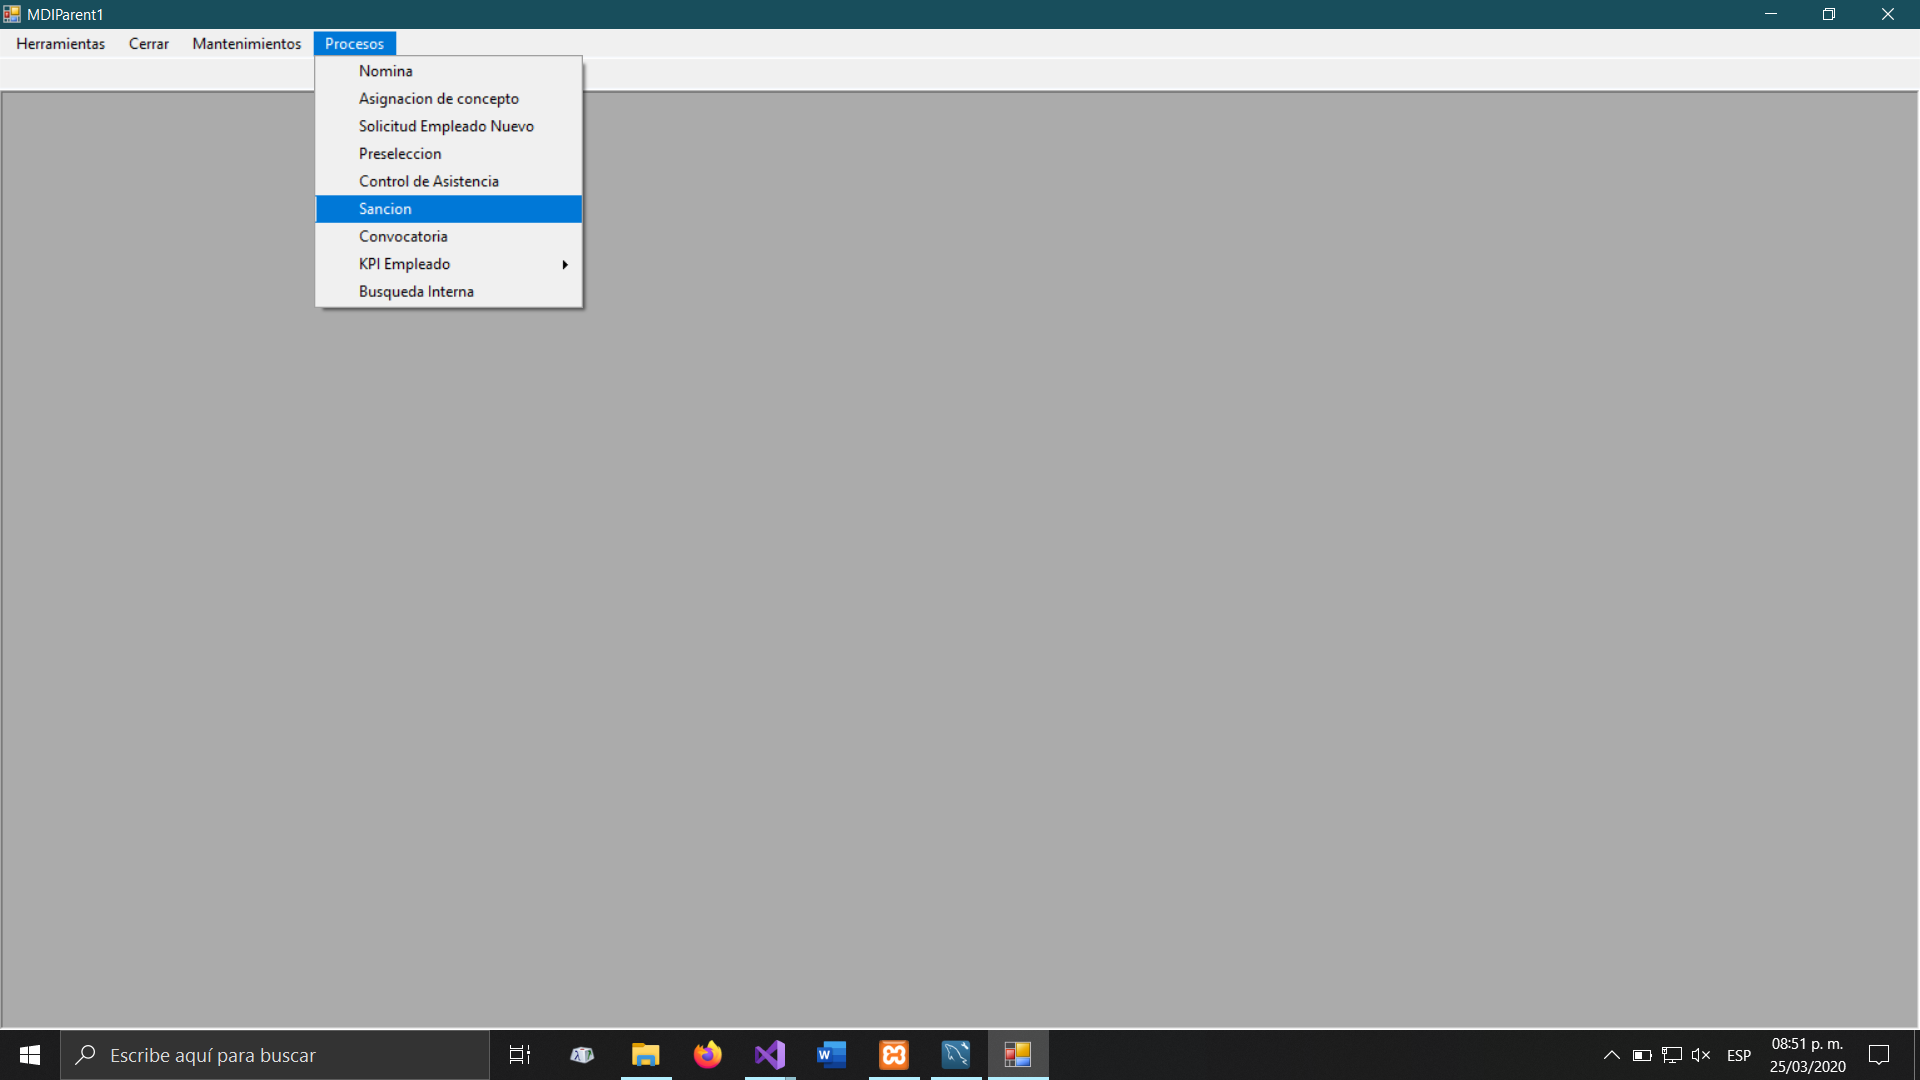 MDIParent1
Herramientas Cerrar Mantenimientos Procesos
Nomina
Asignacion de concepto
Solicitud Empleado Nuevo
Preseleccion
Control de Asistencia
Sancion
Convocatoria
KPI Empleado
Busqueda Interna
Escribe aquí para buscar
ESP
08:51 p. m.
25/03/2020